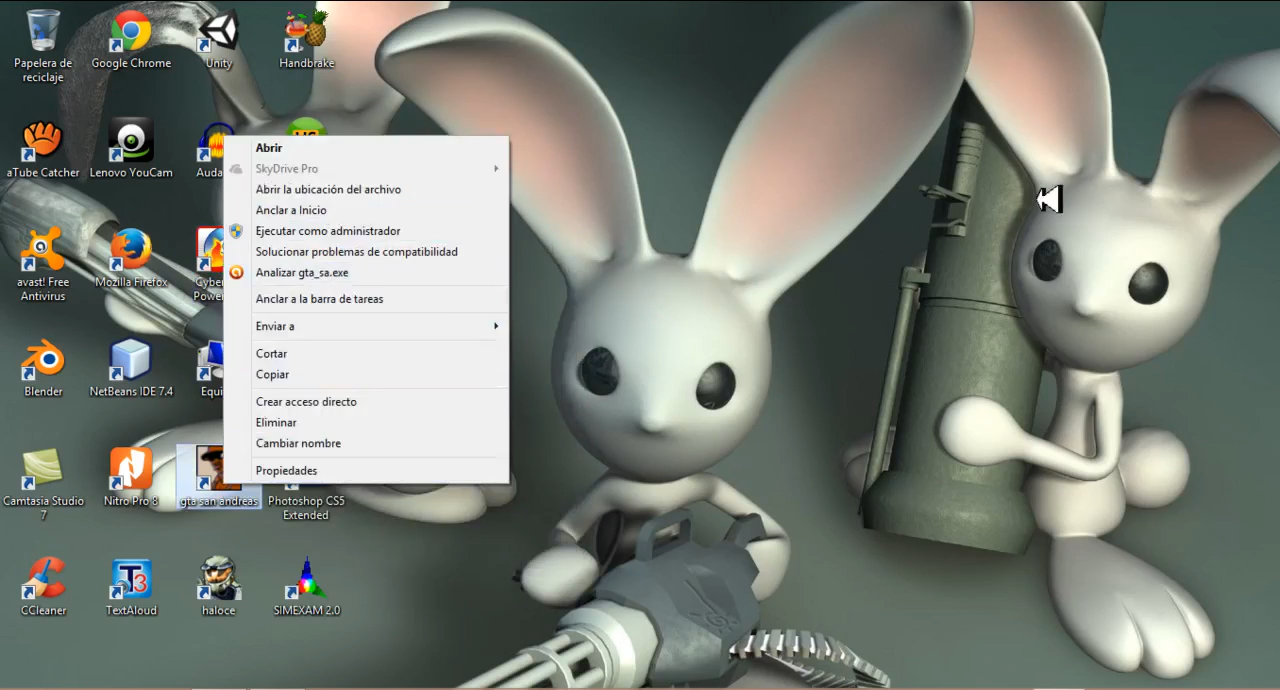 Papelera de
reciclaje
Google Chrome
Unity
Handbrake
aTube Catcher
Lenovo YouCam
Auda
avast! Free
Antivirus
Mozilla Firefox
Cyber
Power
Blender
NetBeans IDE 7.4
Equi
Camtasia Studio
7
Nitro Pro 8
gta san andreas
Photoshop CS5
Extended
CCleaner
TextAloud
haloce
SIMEXAM 2.0
Abrir
SkyDrive Pro
Abrir la ubicación del archivo
Anclar a Inicio
Ejecutar como administrador
Solucionar problemas de compatibilidad
Analizar gta_sa.exe
Anclar a la barra de tareas
Enviar a
Cortar
Copiar
Crear acceso directo
Eliminar
Cambiar nombre
Propiedades